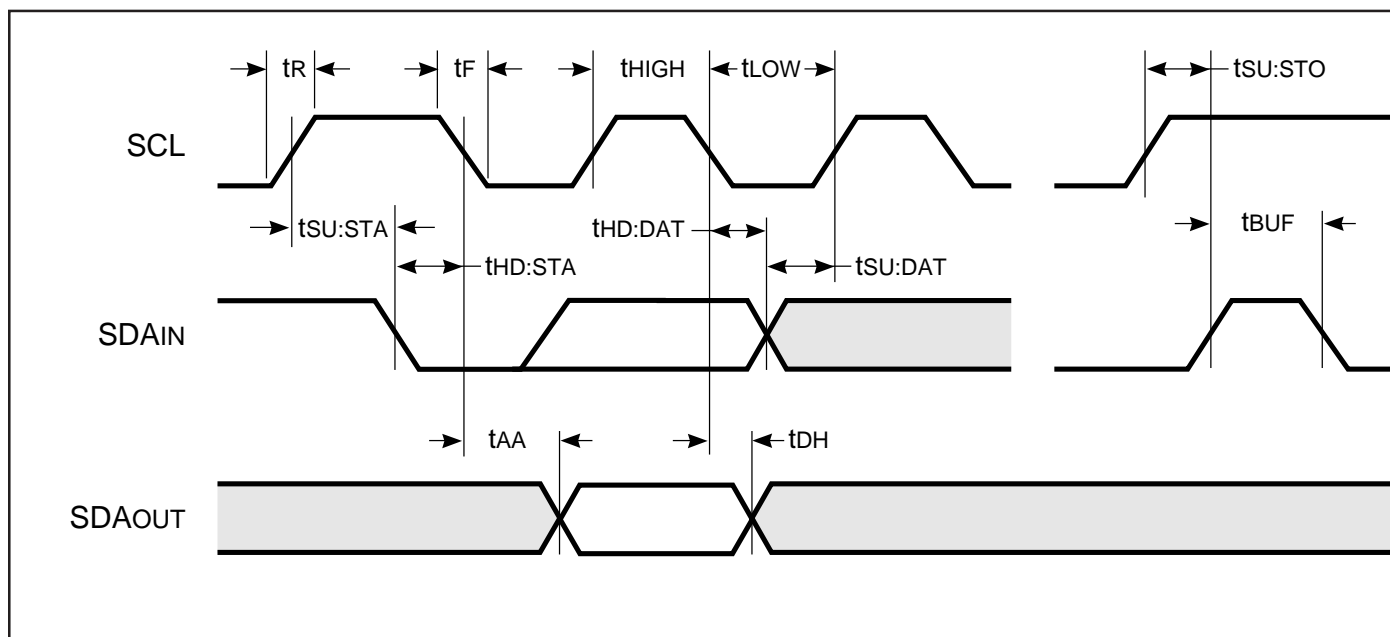 tR
tF
tHIGH
tLOW
tSU:STO
SCL
tSU:STA
tHD:DAT
tBUF
tHD:STA
tSU:DAT
SDAIN
tAA
tDH
SDAOUT